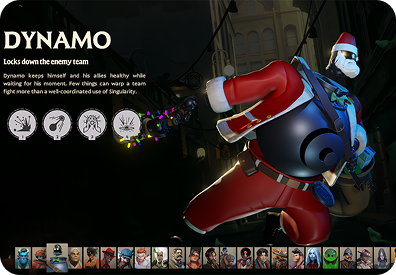 DYNAMO
Locks down the enemy team
Dynamo keeps himself and his allies healthy while
waiting for his moment. Few things can warp a team
fight more than a well-coordinated use of Singularity.